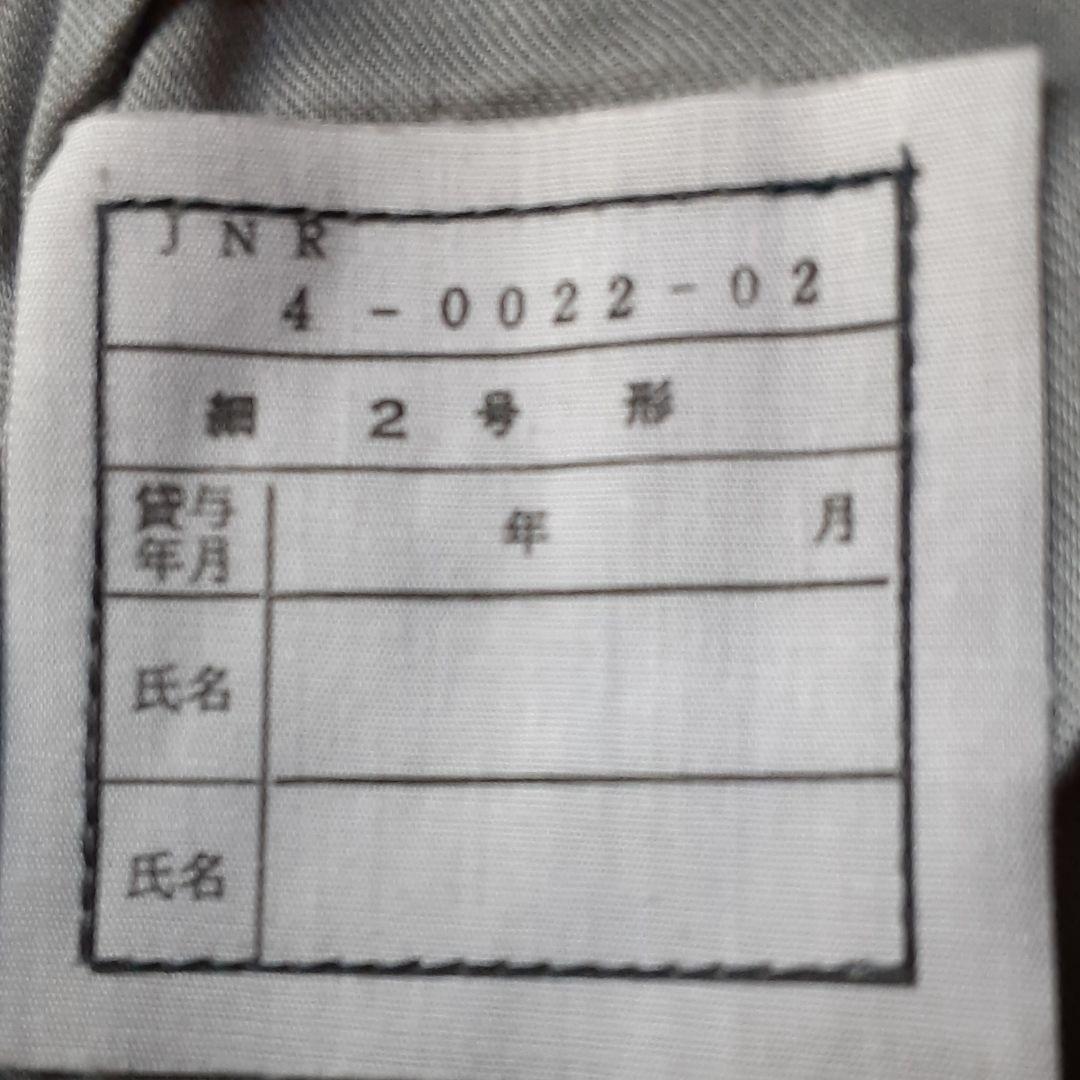 JNR
4-0022-02
細 2号 形
貸与
年月
年 月
氏名
氏名